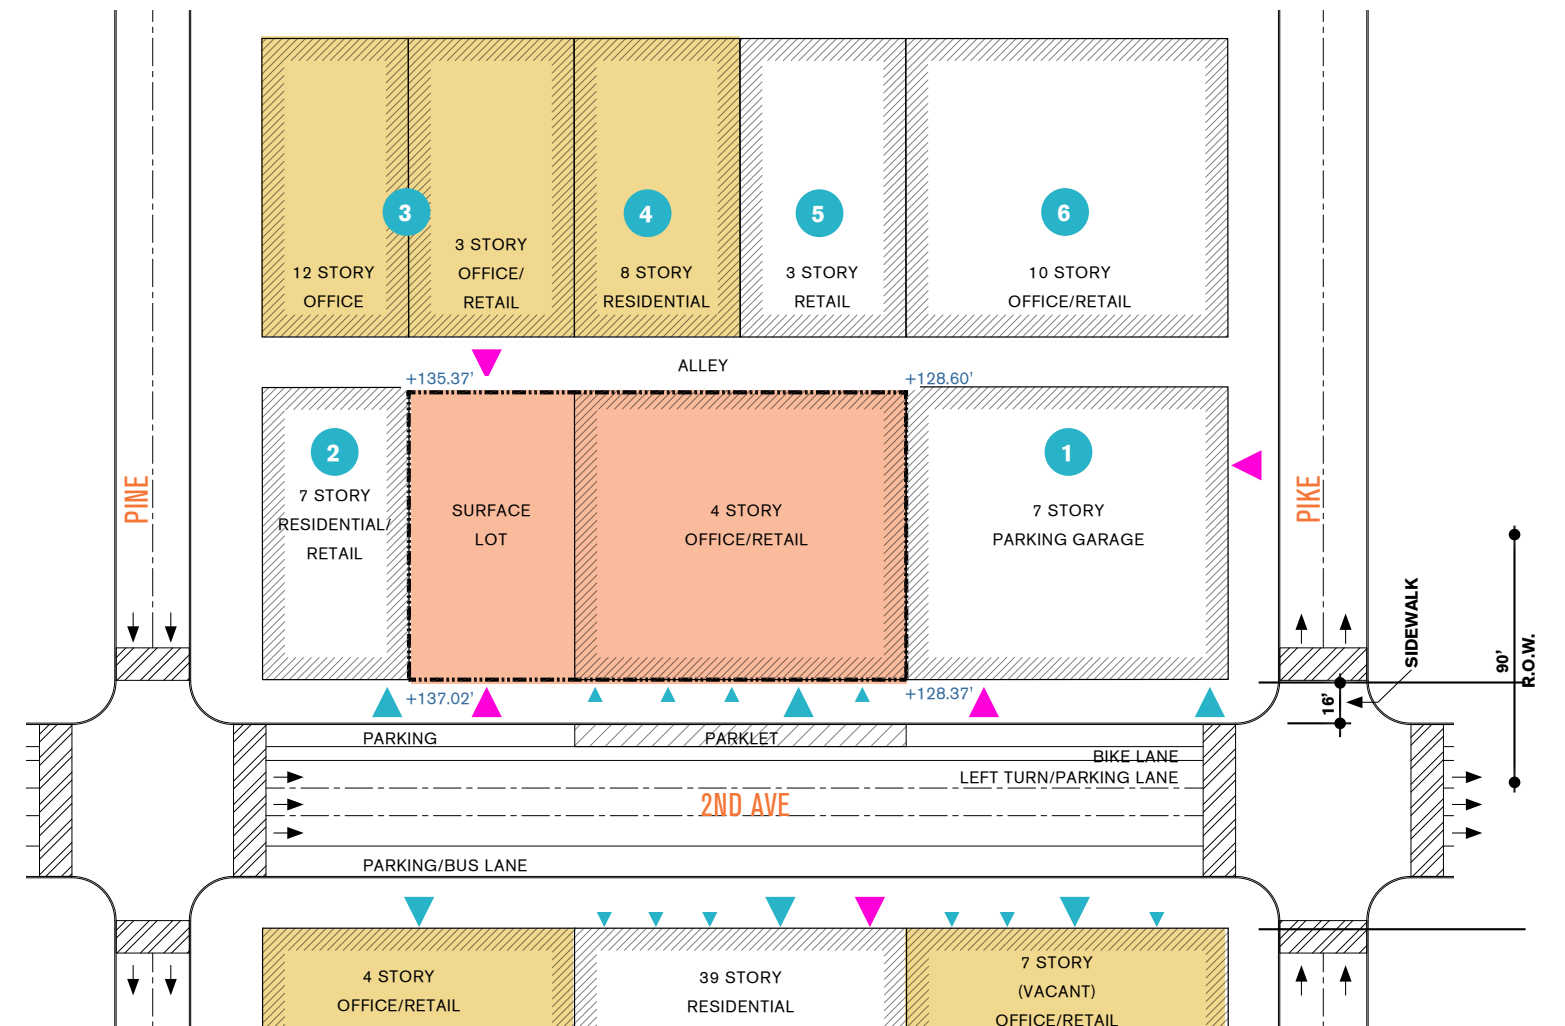 3
4
5
6
12 STORY
OFFICE
3 STORY
OFFICE/
RETAIL
8 STORY
RESIDENTIAL
3 STORY
RETAIL
10 STORY
OFFICE/RETAIL
ALLEY
+135.37'
+128.60'
2
7 STORY
RESIDENTIAL/
RETAIL
SURFACE
LOT
4 STORY
OFFICE/RETAIL
1
7 STORY
PARKING GARAGE
PINE
PIKE
SIDEWALK
90'
R.O.W.
16'
+137.02'
+128.37'
PARKING
PARKLET
BIKE LANE
LEFT TURN/PARKING LANE
2ND AVE
PARKING/BUS LANE
4 STORY
OFFICE/RETAIL
39 STORY
RESIDENTIAL
7 STORY
(VACANT)
OFFICE/RETAIL